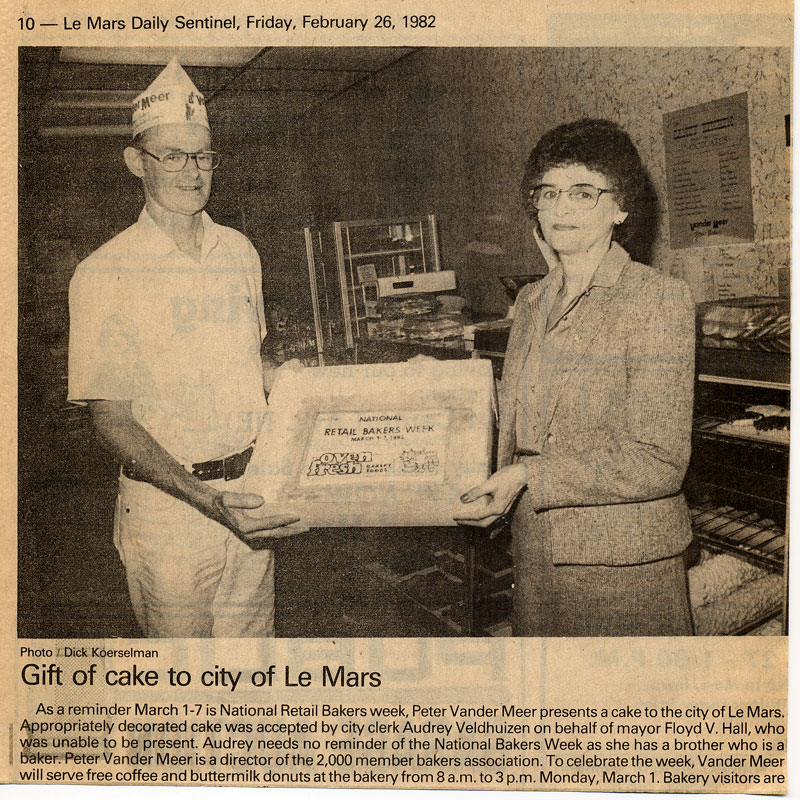 10 — Le Mars Daily Sentinel, Friday, February 26, 1982
Meer
NATIONAL
RETAIL BAKERS WEEK
MARCH 1-7, 1982
oven
fresh BAKERY
FOODS
Vander Meer
Photo / Dick Koerselman
Gift of cake to city of Le Mars
As a reminder March 1-7 is National Retail Bakers week, Peter Vander Meer presents a cake to the city of Le Mars.
Appropriately decorated cake was accepted by city clerk Audrey Veldhuizen on behalf of mayor Floyd V. Hall, who
was unable to be present. Audrey needs no reminder of the National Bakers Week as she has a brother who is a
baker. Peter Vander Meer is a director of the 2,000 member bakers association. To celebrate the week, Vander Meer
will serve free coffee and buttermilk donuts at the bakery from 8 a.m. to 3 p.m. Monday, March 1. Bakery visitors are